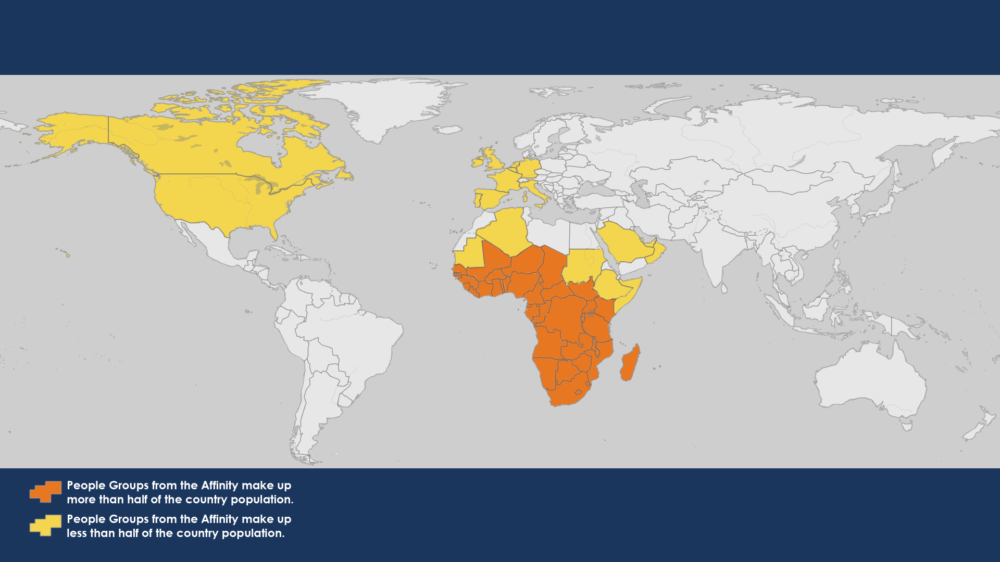 People Groups from the Affinity make up
more than half of the country population.
People Groups from the Affinity make up
less than half of the country population.